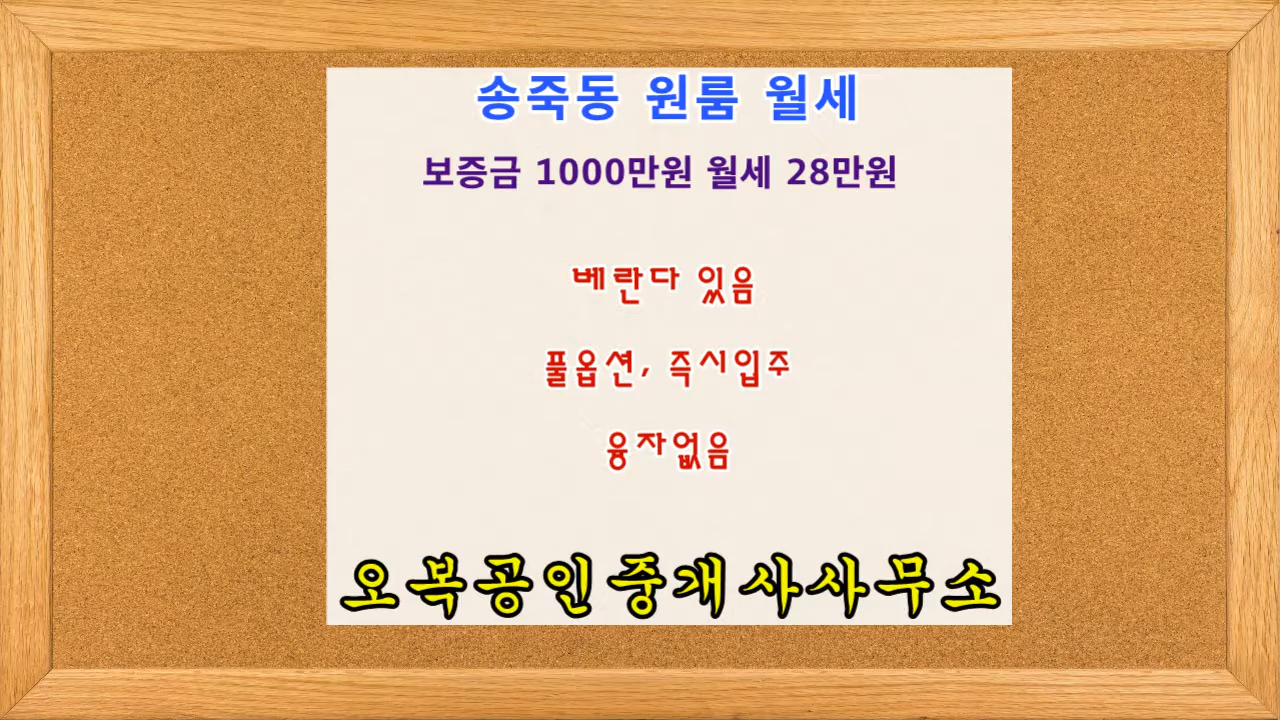 송죽동 원룸 월세
보증금 1000만원 월세 28만원
베란다 있음
풀옵션, 즉시입주
융자없음
오복공인중개사사무소